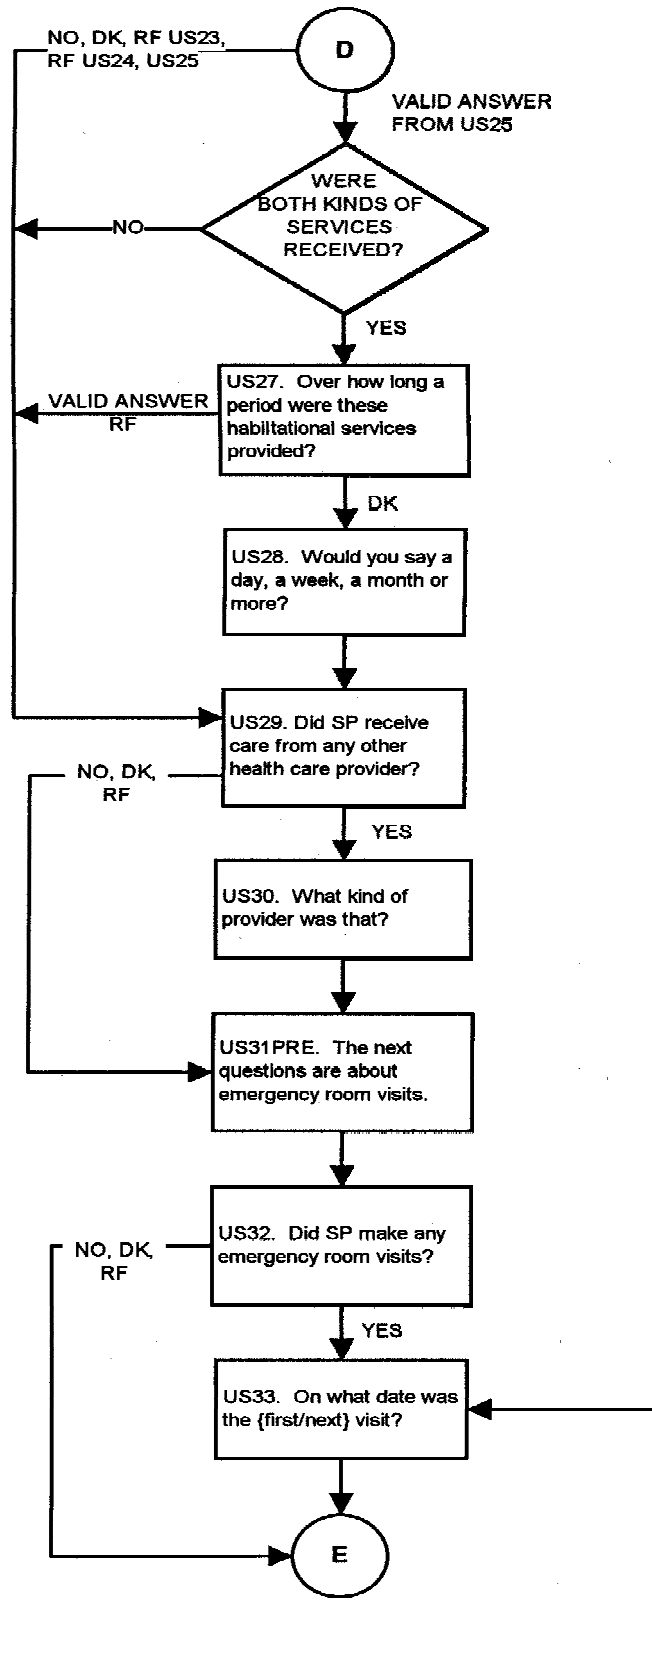 NO, DK, RF US23,
RF US24, US25
D
VALID ANSWER
FROM US25
WERE
BOTH KINDS OF
SERVICES
RECEIVED?
NO
YES
US27. Over how long a
period were these
habiltational services
provided?
VALID ANSWER
RF
DK
US28. Would you say a
day, a week, a month or
more?
US29. Did SP receive
care from any other
health care provider?
NO, DK,
RF
YES
US30. What kind of
provider was that?
US31PRE. The next
questions are about
emergency room visits.
US32. Did SP make any
emergency room visits?
NO, DK,
RF
YES
US33. On what date was
the {first/next} visit?
E